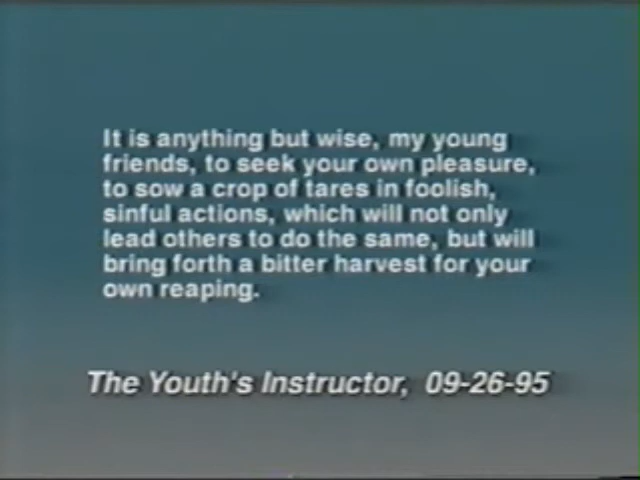 It is anything but wise, my young
friends, to seek your own pleasure,
to sow a crop of tares in foolish,
sinful actions, which will not only
lead others to do the same, but will
bring forth a bitter harvest for your
own reaping.
The Youth's Instructor, 09-26-95